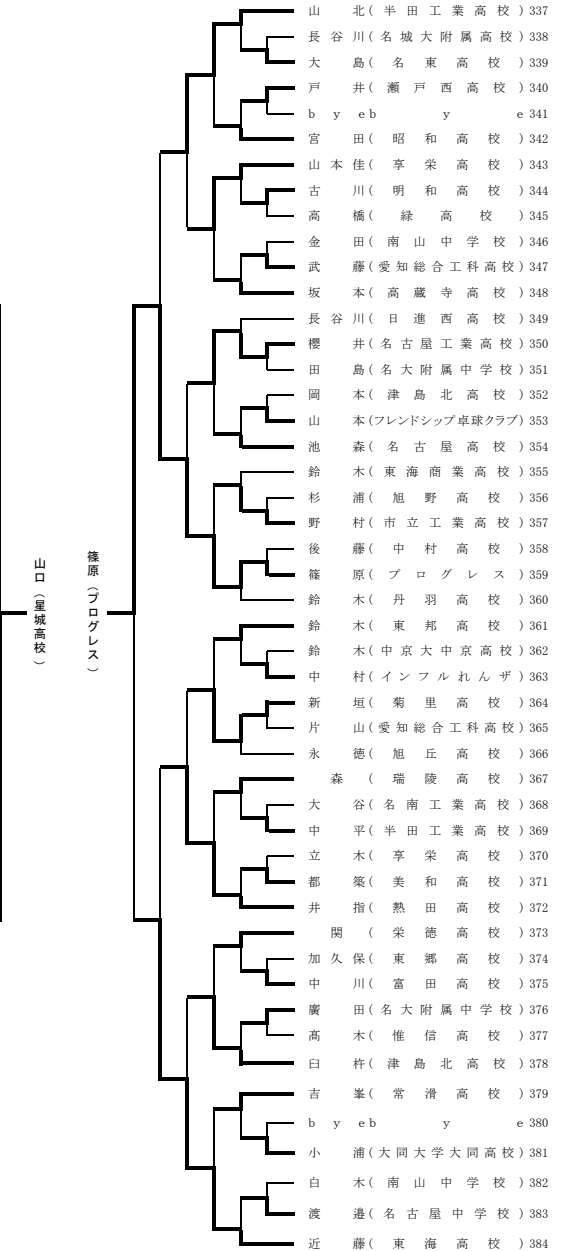 山北(半田工業高校)337
長谷川(名城大附属高校)338
大島(名東高校)339
戸井(瀬戸西高校)340
byebye341
宮田(昭和高校)342
山本佳(享栄高校)343
古川(明和高校)344
高橋(緑高校)345
金田(南山中学校)346
武藤(愛知総合工科高校)347
坂本(高蔵寺高校)348
長谷川(日進西高校)349
櫻井(名古屋工業高校)350
田島(名大附属中学校)351
岡本(津島北高校)352
山本(フレンドシップ卓球クラブ)353
池森(名古屋高校)354
鈴木(東海商業高校)355
杉浦(旭野高校)356
野村(市立工業高校)357
後藤(中村高校)358
篠原(プログレス)359
鈴木(丹羽高校)360
鈴木(東邦高校)361
鈴木(中京大中京高校)362
中村(インフルれんザ)363
新垣(菊里高校)364
片山(愛知総合工科高校)365
永徳(旭丘高校)366
森(瑞陵高校)367
大谷(名南工業高校)368
中平(半田工業高校)369
立木(享栄高校)370
都築(美和高校)371
井指(熱田高校)372
関(栄徳高校)373
加久保(東郷高校)374
中川(富田高校)375
廣田(名大附属中学校)376
髙木(惟信高校)377
臼杵(津島北高校)378
吉峯(常滑高校)379
byebye380
小浦(大同大学大同高校)381
白木(南山中学校)382
渡邉(名古屋中学校)383
近藤(東海高校)384
篠原(プログレス)
山口(星城高校)